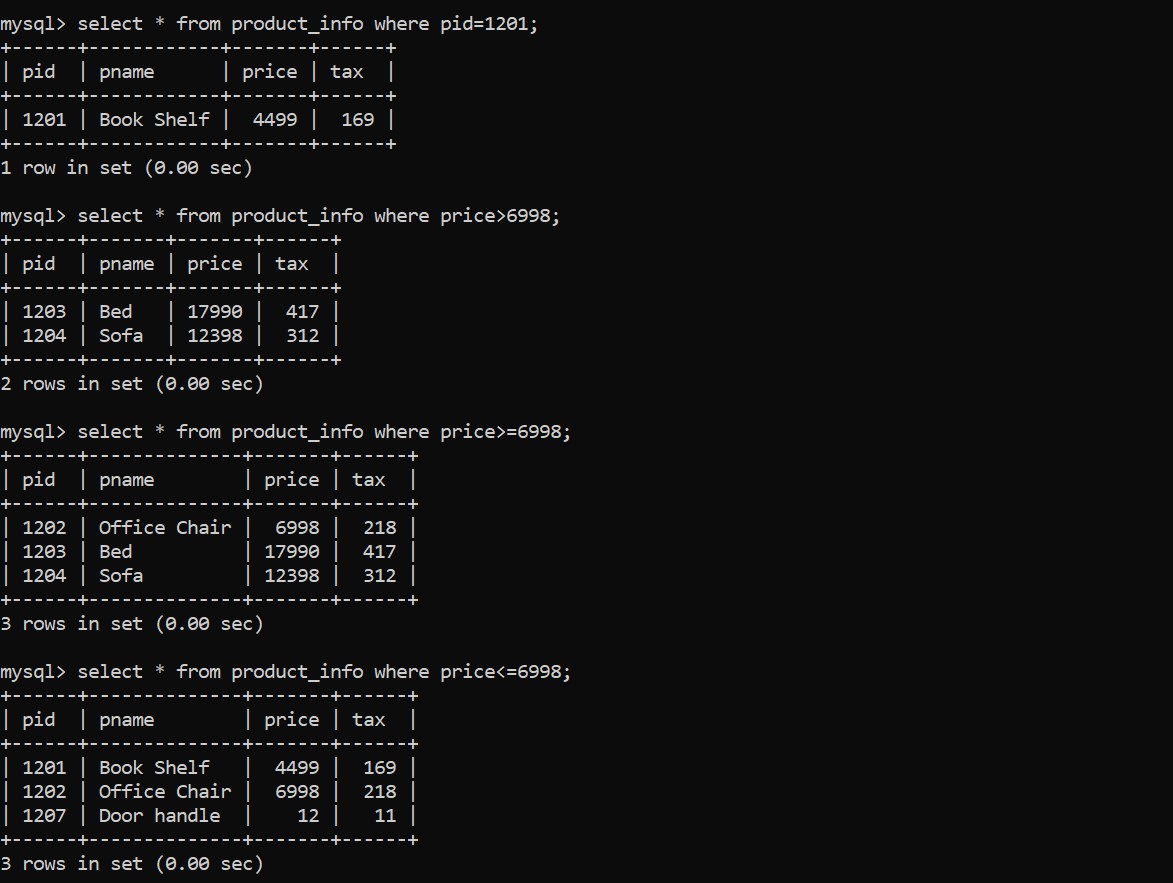 mysql> select * from product_info where pid=1201;
+------+------------+-------+------+
| pid  | pname      | price | tax  |
+------+------------+-------+------+
| 1201 | Book Shelf |  4499 |  169 |
+------+------------+-------+------+
1 row in set (0.00 sec)

mysql> select * from product_info where price>6998;
+------+-------+-------+------+
| pid  | pname | price | tax  |
+------+-------+-------+------+
| 1203 | Bed   | 17990 |  417 |
| 1204 | Sofa  | 12398 |  312 |
+------+-------+-------+------+
2 rows in set (0.00 sec)

mysql> select * from product_info where price>=6998;
+------+--------------+-------+------+
| pid  | pname        | price | tax  |
+------+--------------+-------+------+
| 1202 | Office Chair |  6998 |  218 |
| 1203 | Bed          | 17990 |  417 |
| 1204 | Sofa         | 12398 |  312 |
+------+--------------+-------+------+
3 rows in set (0.00 sec)

mysql> select * from product_info where price<=6998;
+------+--------------+-------+------+
| pid  | pname        | price | tax  |
+------+--------------+-------+------+
| 1201 | Book Shelf   |  4499 |  169 |
| 1202 | Office Chair |  6998 |  218 |
| 1207 | Door handle  |    12 |   11 |
+------+--------------+-------+------+
3 rows in set (0.00 sec)